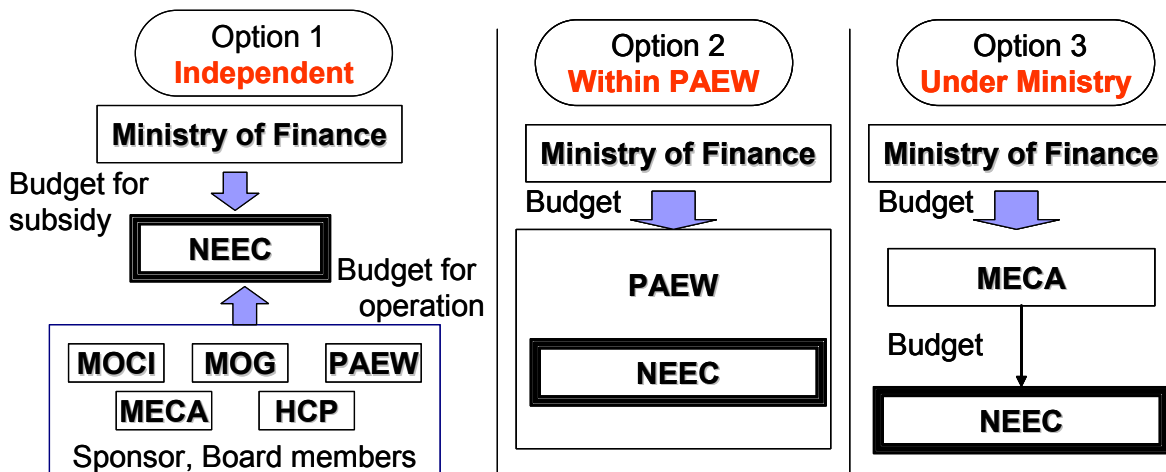 Option 1
Independent
Ministry of Finance
Budget for
subsidy
NEEC
Budget for
operation
MOCI MOG PAEW
MECA HCP
Sponsor, Board members
Option 2
Within PAEW
Ministry of Finance
Budget
PAEW
NEEC
Option 3
Under Ministry
Ministry of Finance
Budget
MECA
Budget
NEEC